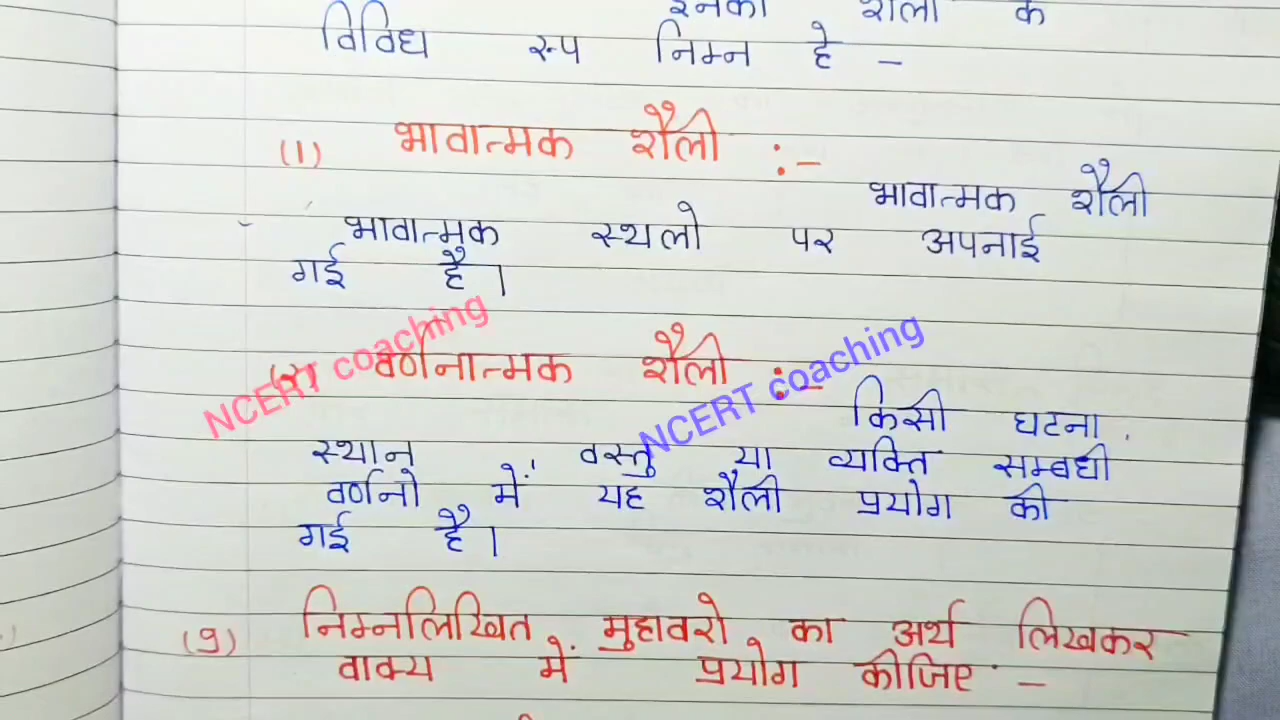 इनकी शैली के
विविध रूप निम्न है -
(1) भावात्मक शैली :-
भावात्मक शैली
भावात्मक स्थलो पर अपनाई
गई है।
(२) वर्णनात्मक शैली :-
NCERT coaching
NCERT coaching
किसी घटना,
स्थान, वस्तु या व्यक्ति सम्बधी
वर्णनो में यह शैली प्रयोग की
गई है।
(9) निम्नलिखित मुहावरो का अर्थ लिखकर
वाक्य में प्रयोग कीजिए -